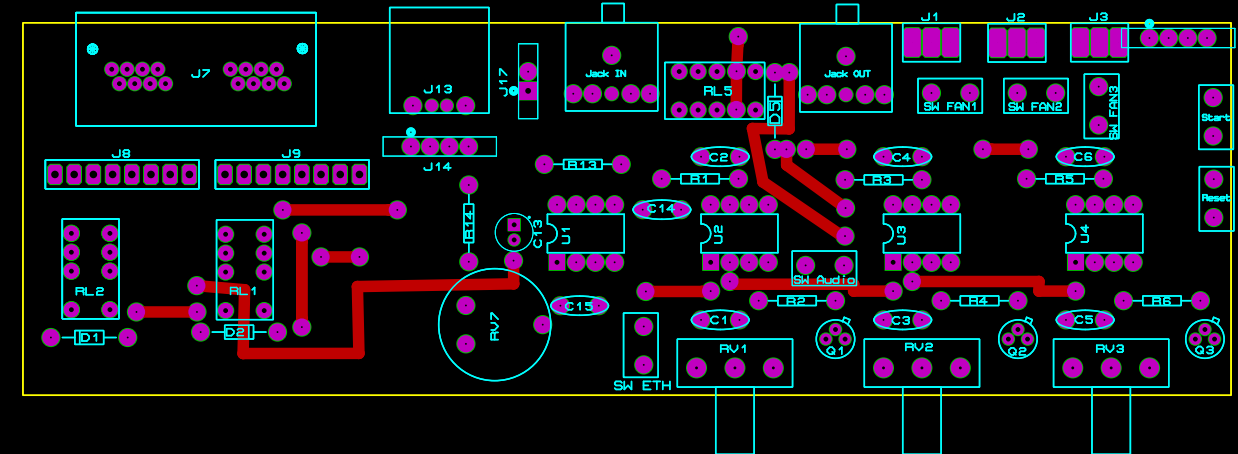 J1
J2
J3
J7
Jack IN
Jack OUT
J17
J13
RL5
D5
SW FAN1
SW FAN2
SW FAN3
Start
J8
J9
J14
R13
C2
C4
C6
R1
R3
R5
Reset
R14
C14
C13
U1
U2
U3
U4
SW Audio
RL2
RL1
C15
R2
R4
R6
D1
D2
RV7
C1
C3
C5
Q1
Q2
Q3
RV1
RV2
RV3
SW ETH